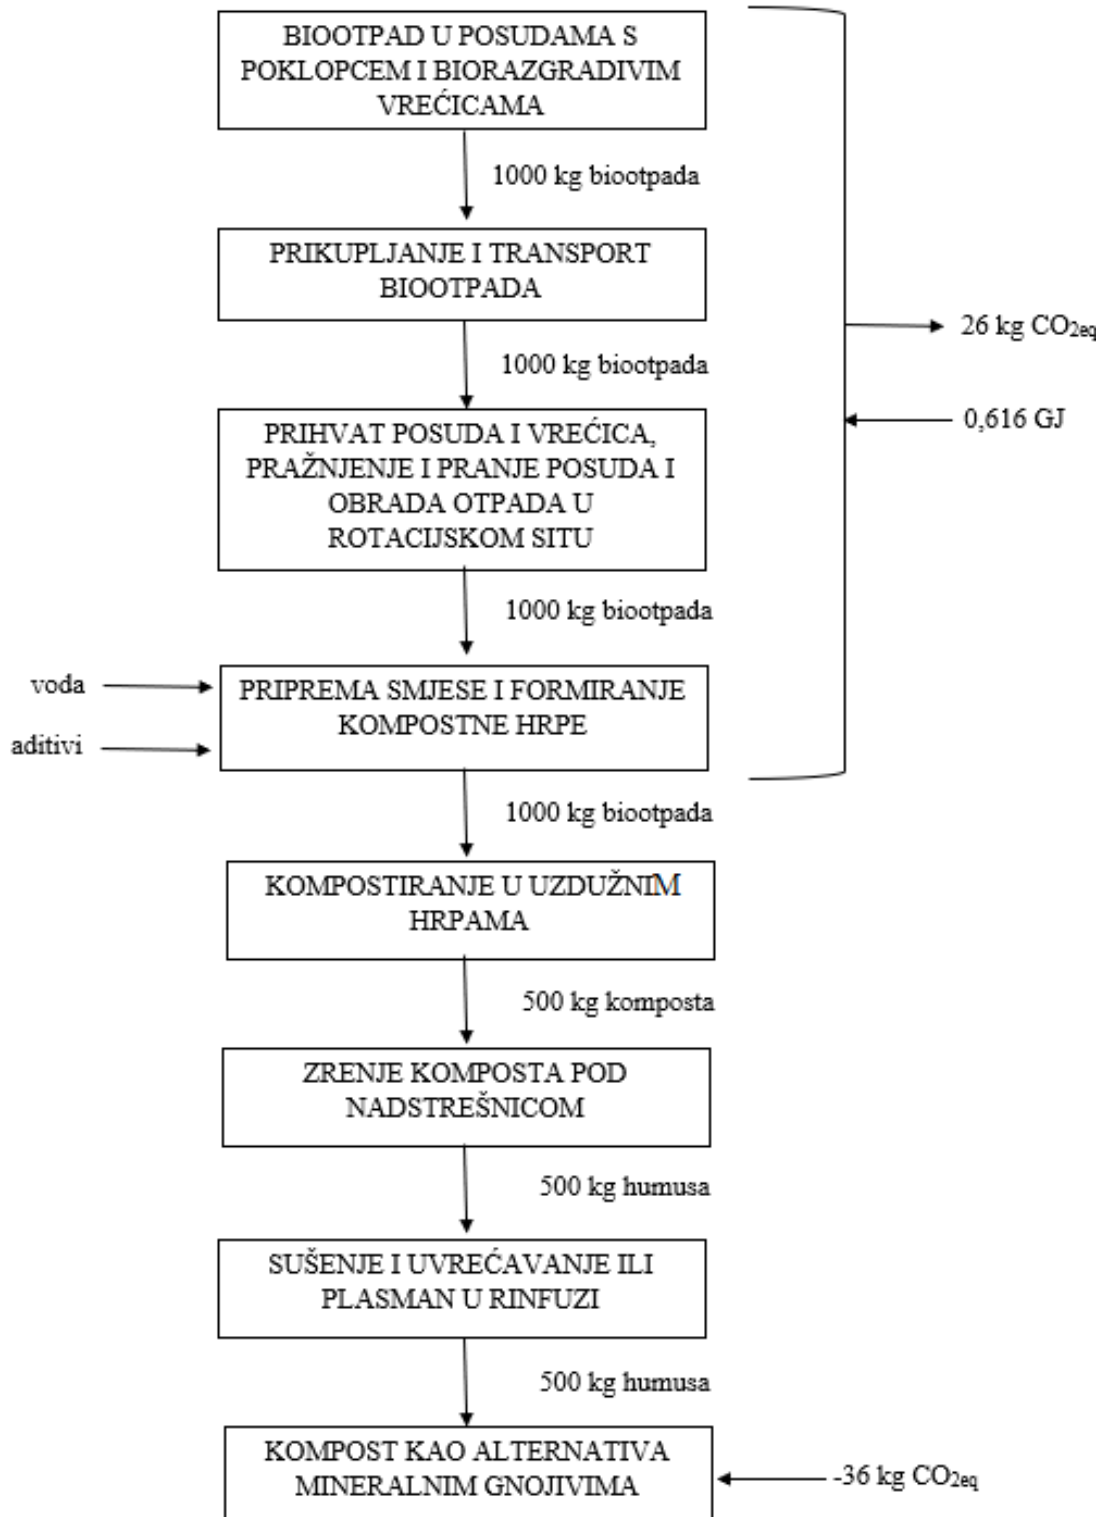 BIOOTPAD U POSUDAMA S
POKLOPCEM I BIORAZGRADIVIM
VREĆICAMA
1000 kg biootpada
PRIKUPLJANJE I TRANSPORT
BIOOTPADA
26 kg CO2eq
1000 kg biootpada
0,616 GJ
PRIHVAT POSUDA I VREĆICA,
PRAŽNJENJE I PRANJE POSUDA I
OBRADA OTPADA U
ROTACIJSKOM SITU
1000 kg biootpada
voda
aditivi
PRIPREMA SMJESE I FORMIRANJE
KOMPOSTNE HRPE
1000 kg biootpada
KOMPOSTIRANJE U UZDUŽNIM
HRPAMA
500 kg komposta
ZRENJE KOMPOSTA POD
NADSTREŠNICOM
500 kg humusa
SUŠENJE I UVREĆAVANJE ILI
PLASMAN U RINFUZI
500 kg humusa
KOMPOST KAO ALTERNATIVA
MINERALNIM GNOJIVIMA
-36 kg CO2eq